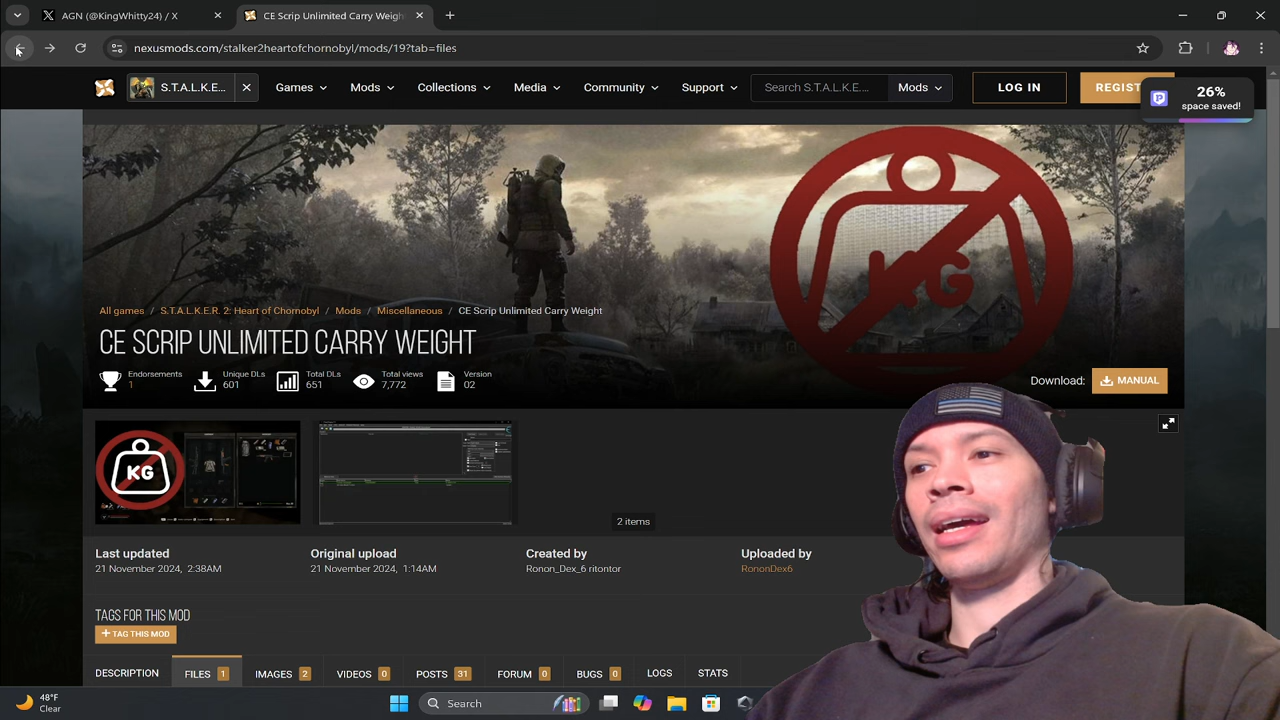 AGN (@KingWhitty24) / X
CE Scrip Unlimited Carry Weigh
nexusmods.com/stalker2heartofchornobyl/mods/19?tab=files
S.T.A.L.K.E... Games Mods Collections Media Community Support Search S.T.A.L.K.E... Mods LOG IN REGIST
26%
space saved!
KG
All games / S.T.A.L.K.E.R. 2: Heart of Chornobyl / Mods / Miscellaneous / CE Scrip Unlimited Carry Weight
CE SCRIP UNLIMITED CARRY WEIGHT
Endorsements Unique DLs Total DLs Total views Version
1 601 651 7,772 02
Download: MANUAL
KG
2 items
Last updated Original upload Created by Uploaded by
21 November 2024, 2:38AM 21 November 2024, 1:14AM Ronon_Dex_6 ritontor RononDex6
TAGS FOR THIS MOD
+ TAG THIS MOD
DESCRIPTION FILES 1 IMAGES 2 VIDEOS 0 POSTS 31 FORUM 0 BUGS 0 LOGS STATS
48°F
Clear
Search